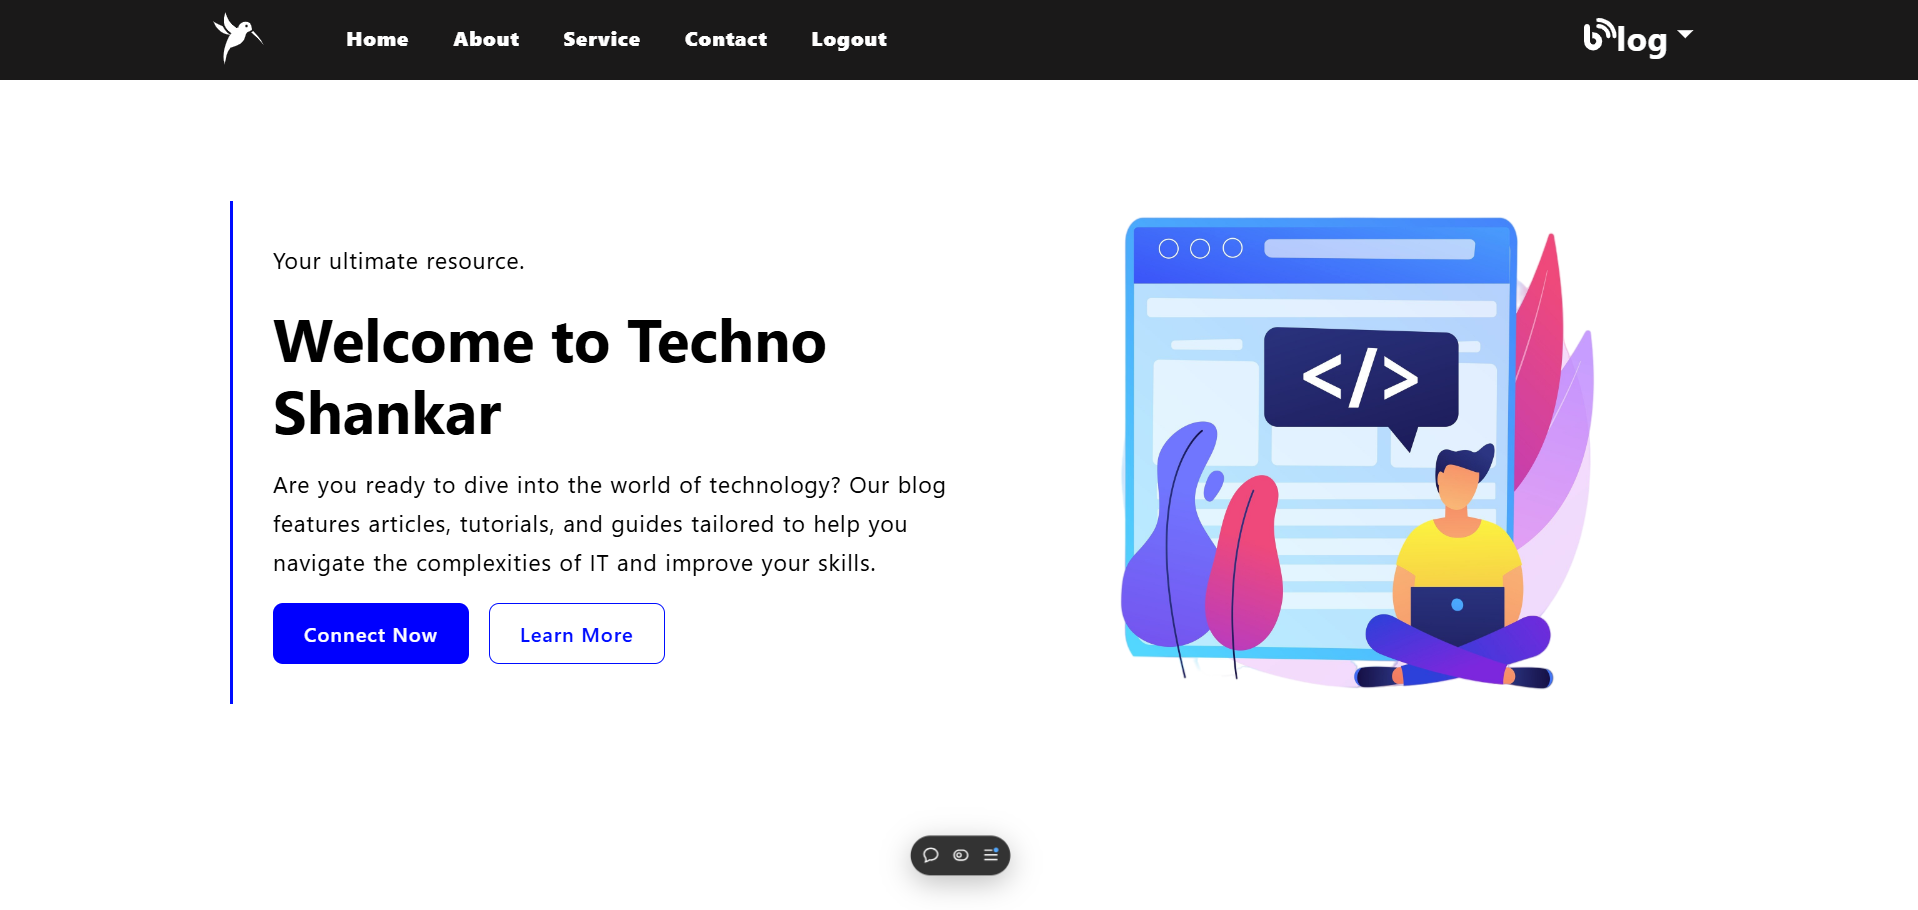 Home About Service Contact Logout
blog
Your ultimate resource.
Welcome to Techno
Shankar
Are you ready to dive into the world of technology? Our blog
features articles, tutorials, and guides tailored to help you
navigate the complexities of IT and improve your skills.
Connect Now Learn More
</>